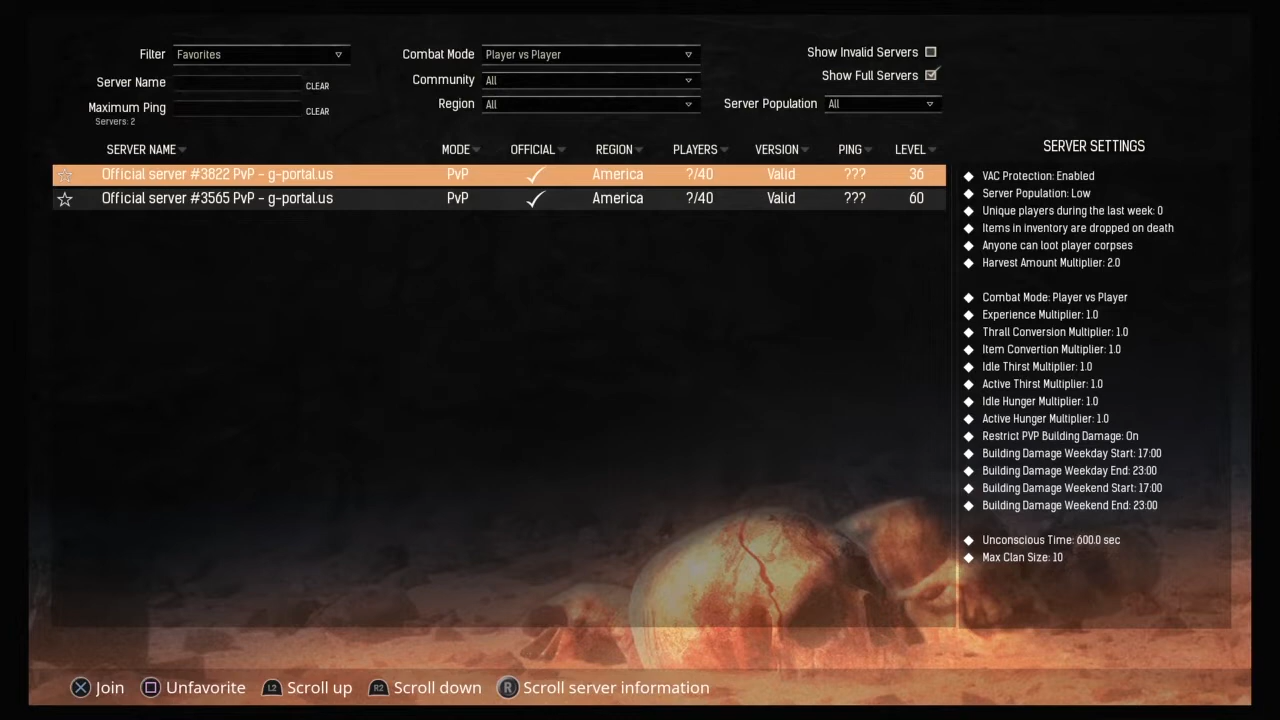 Filter Favorites Combat Mode Player vs Player Show Invalid Servers
Server Name CLEAR Community All Show Full Servers
Maximum Ping CLEAR Region All Server Population All
Servers: 2
SERVER NAME MODE OFFICIAL REGION PLAYERS VERSION PING LEVEL
Official server #3822 PvP - g-portal.us PvP America ?/40 Valid ??? 36
Official server #3565 PvP - g-portal.us PvP America ?/40 Valid ??? 60
SERVER SETTINGS
VAC Protection: Enabled
Server Population: Low
Unique players during the last week: 0
Items in inventory are dropped on death
Anyone can loot player corpses
Harvest Amount Multiplier: 2.0
Combat Mode: Player vs Player
Experience Multiplier: 1.0
Thrall Conversion Multiplier: 1.0
Item Convertion Multiplier: 1.0
Idle Thirst Multiplier: 1.0
Active Thirst Multiplier: 1.0
Idle Hunger Multiplier: 1.0
Active Hunger Multiplier: 1.0
Restrict PVP Building Damage: On
Building Damage Weekday Start: 17:00
Building Damage Weekday End: 23:00
Building Damage Weekend Start: 17:00
Building Damage Weekend End: 23:00
Unconscious Time: 600.0 sec
Max Clan Size: 10
Join Unfavorite L2 Scroll up R2 Scroll down R Scroll server information